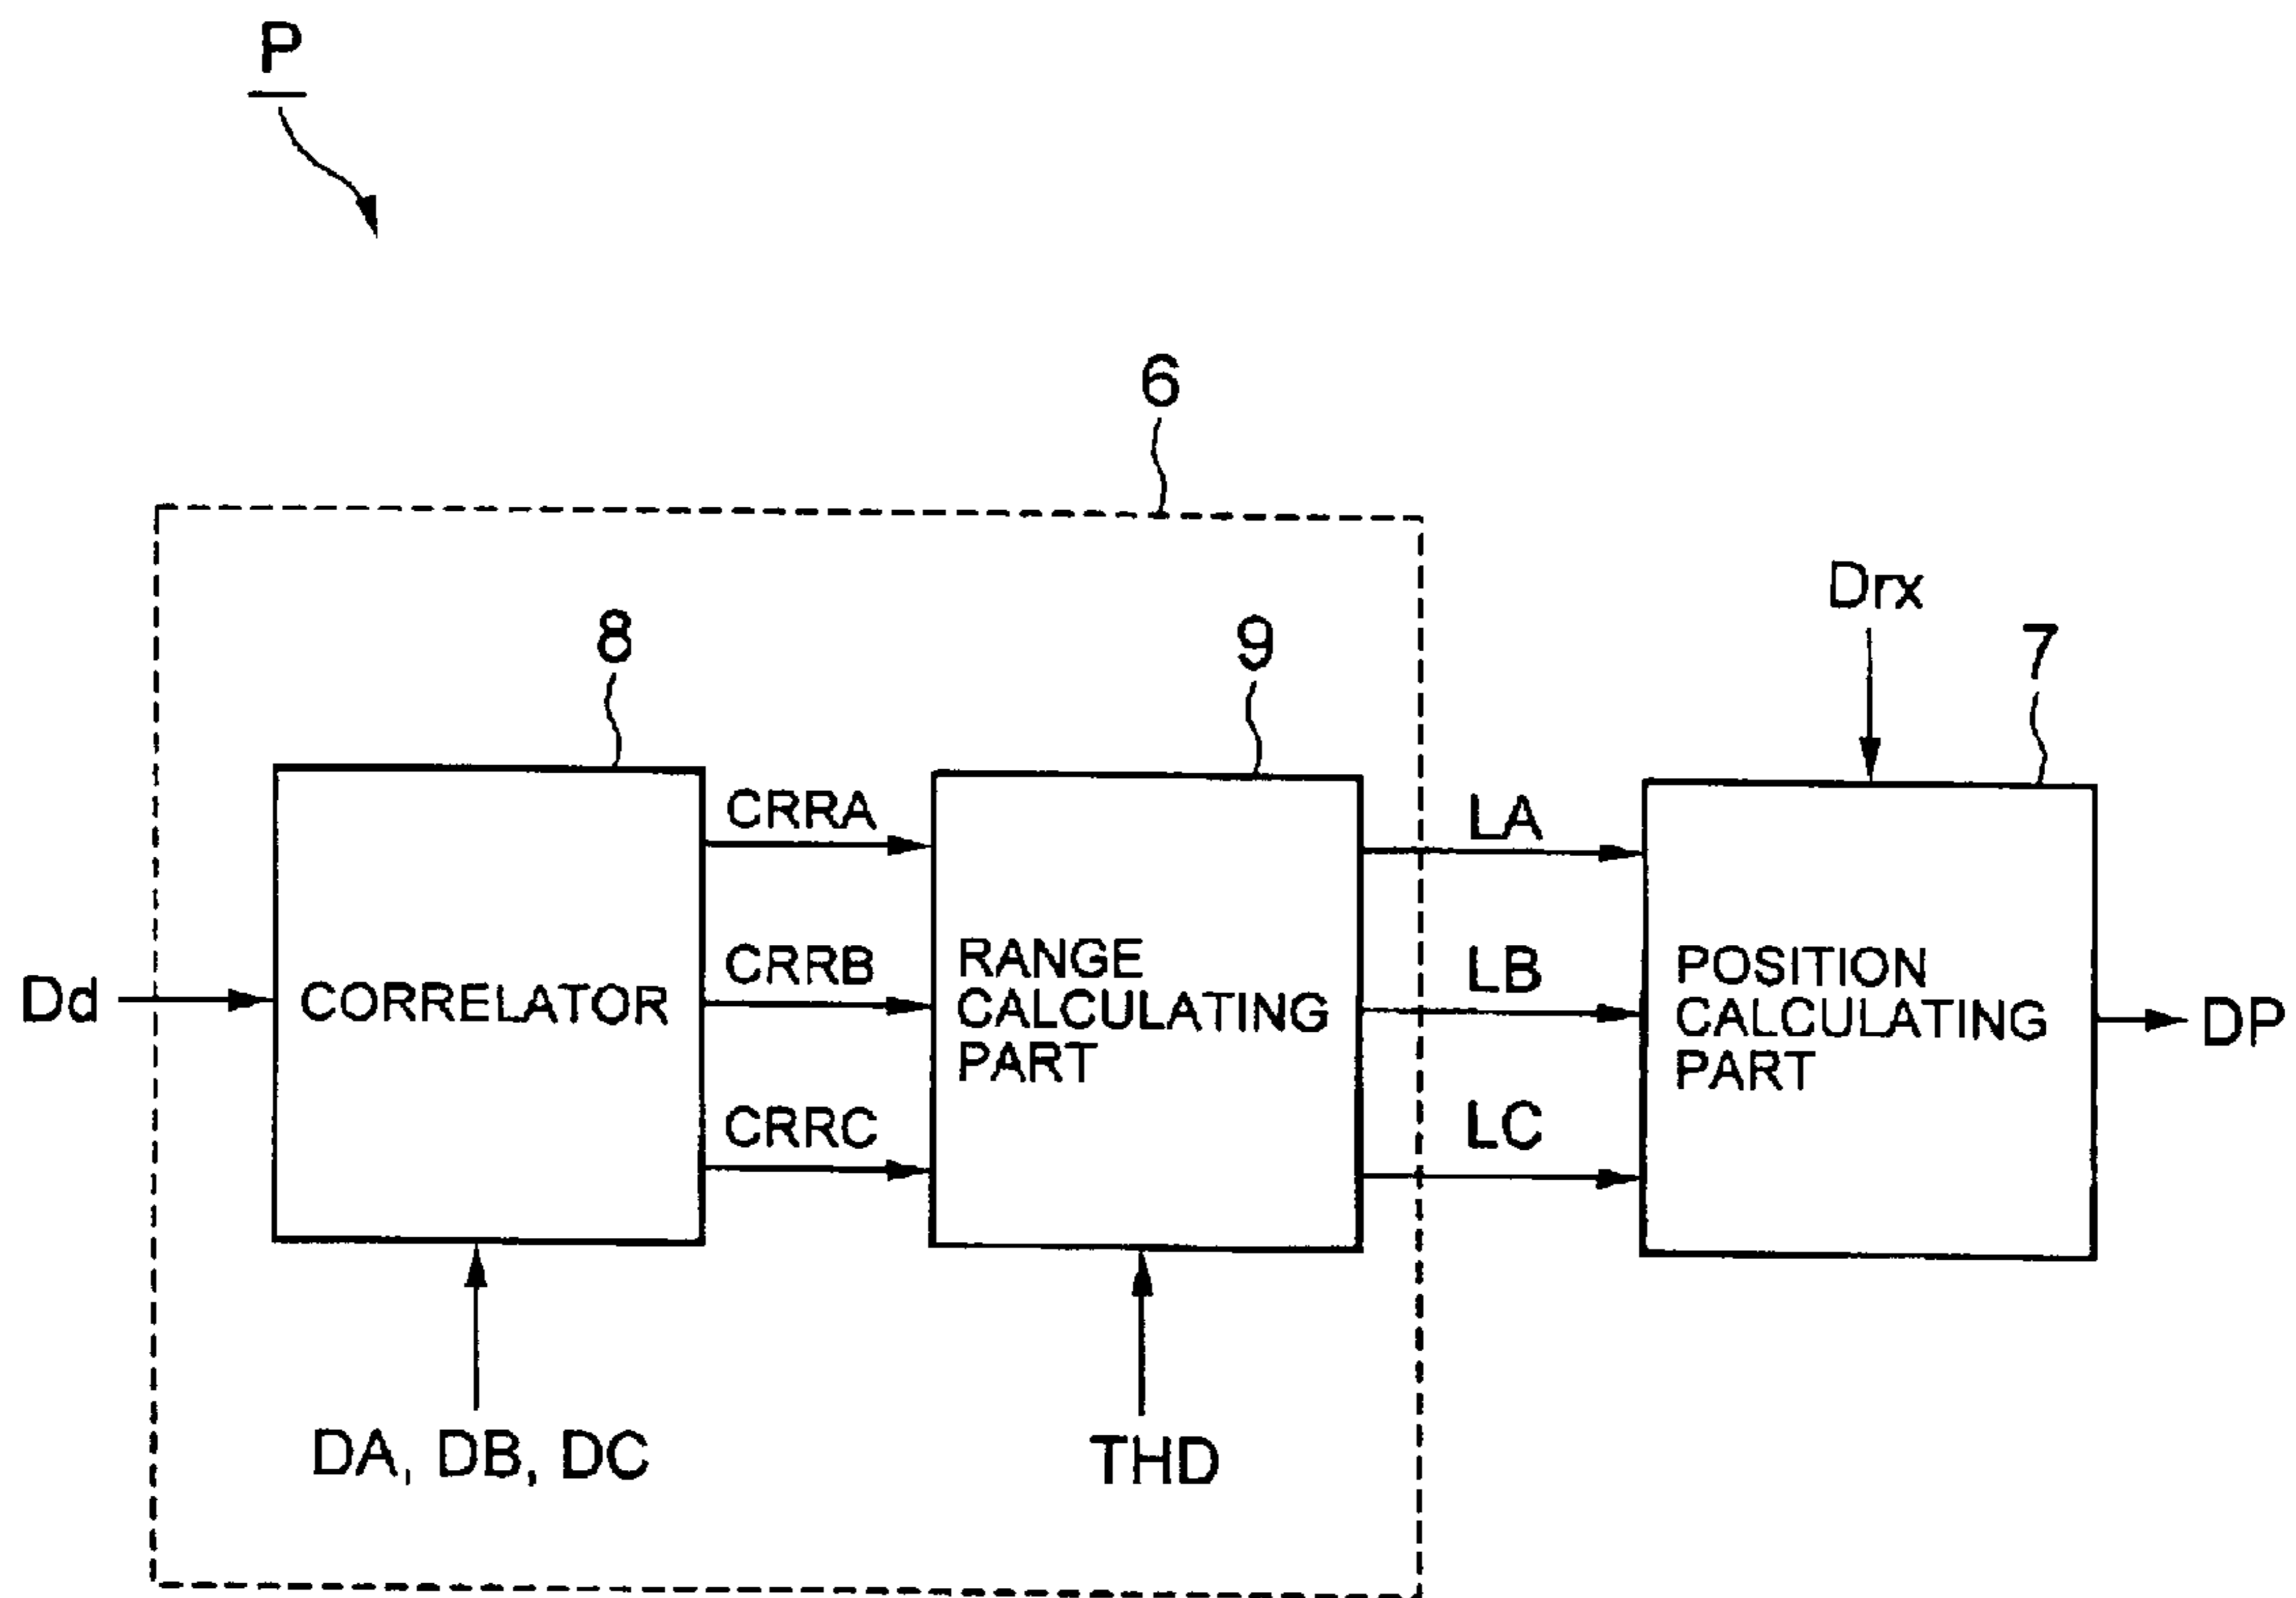 P
6
Drx
8
9
7
CRRA
LA
CRRB
LB
Dd
CORRELATOR
RANGE
CALCULATING
PART
POSITION
CALCULATING
PART
DP
CRRC
LC
DA, DB, DC
THD